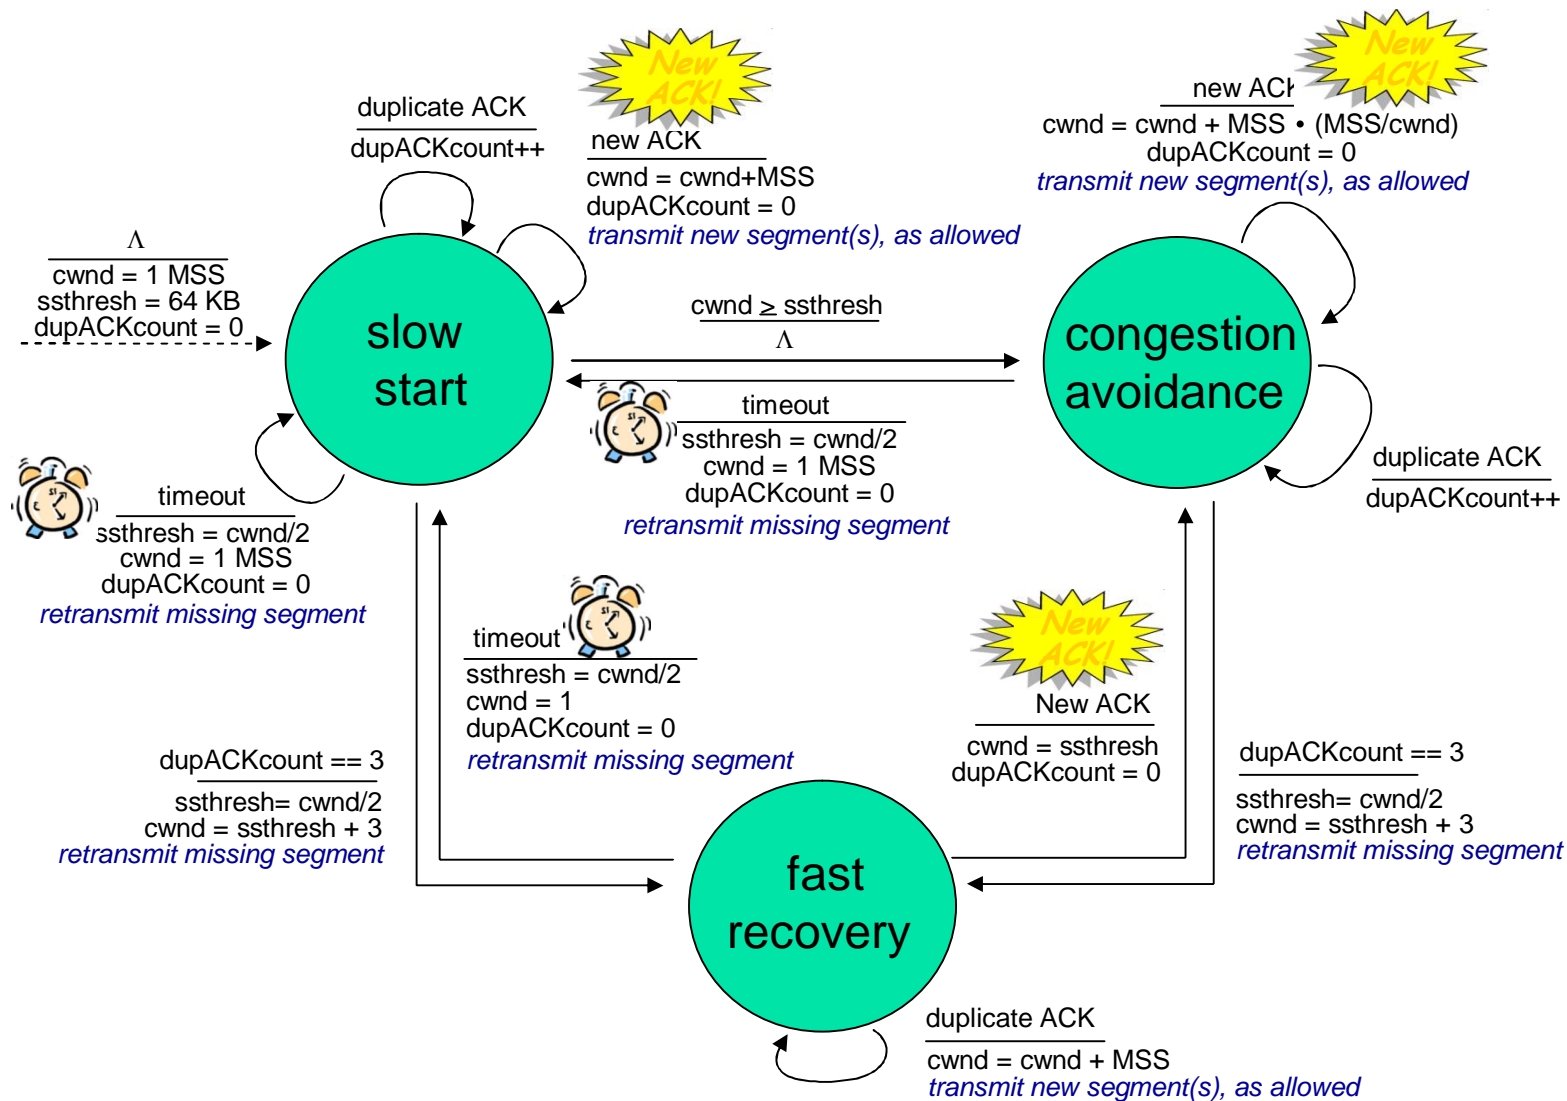 New
ACK!
duplicate ACK
dupACKcount++
new ACK
cwnd = cwnd+MSS
dupACKcount = 0
transmit new segment(s), as allowed
New
ACK!
new ACK
cwnd = cwnd + MSS • (MSS/cwnd)
dupACKcount = 0
transmit new segment(s), as allowed
Λ
cwnd = 1 MSS
ssthresh = 64 KB
dupACKcount = 0
slow
start
cwnd ≥ ssthresh
Λ
congestion
avoidance
timeout
ssthresh = cwnd/2
cwnd = 1 MSS
dupACKcount = 0
retransmit missing segment
timeout
ssthresh = cwnd/2
cwnd = 1 MSS
dupACKcount = 0
retransmit missing segment
duplicate ACK
dupACKcount++
timeout
ssthresh = cwnd/2
cwnd = 1
dupACKcount = 0
retransmit missing segment
New
ACK!
New ACK
cwnd = ssthresh
dupACKcount = 0
dupACKcount == 3
ssthresh= cwnd/2
cwnd = ssthresh + 3
retransmit missing segment
dupACKcount == 3
ssthresh= cwnd/2
cwnd = ssthresh + 3
retransmit missing segment
fast
recovery
duplicate ACK
cwnd = cwnd + MSS
transmit new segment(s), as allowed